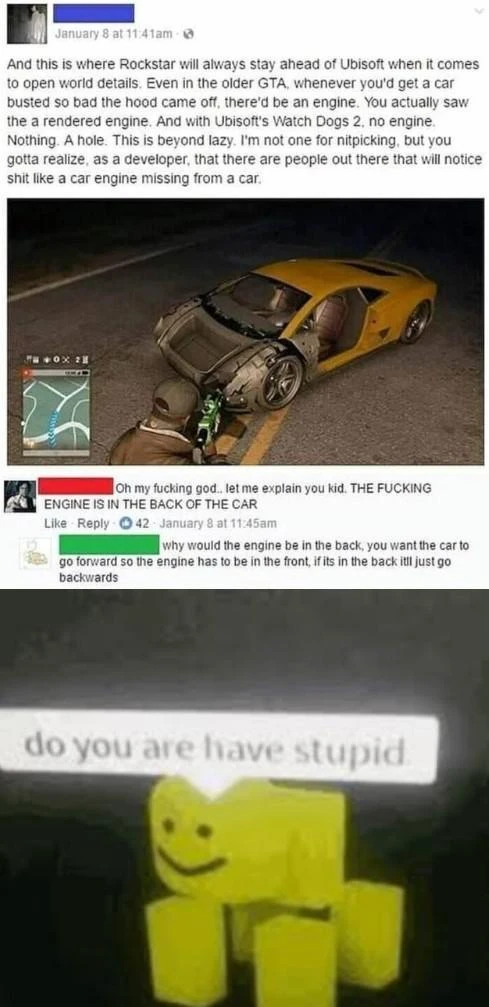 January 8 at 11:41am
And this is where Rockstar will always stay ahead of Ubisoft when it comes
to open world details. Even in the older GTA, whenever you'd get a car
busted so bad the hood came off, there'd be an engine. You actually saw
the a rendered engine. And with Ubisoft's Watch Dogs 2, no engine.
Nothing. A hole. This is beyond lazy. I'm not one for nitpicking, but you
gotta realize, as a developer, that there are people out there that will notice
shit like a car engine missing from a car.
Oh my fucking god.. let me explain you kid. THE FUCKING
ENGINE IS IN THE BACK OF THE CAR
Like · Reply · 42 · January 8 at 11:45am
why would the engine be in the back, you want the car to
go forward so the engine has to be in the front, if its in the back itll just go
backwards
do you are have stupid